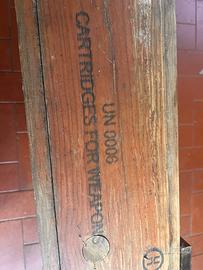 UN 0006
CARTRIDGES FOR WEAPONS
H